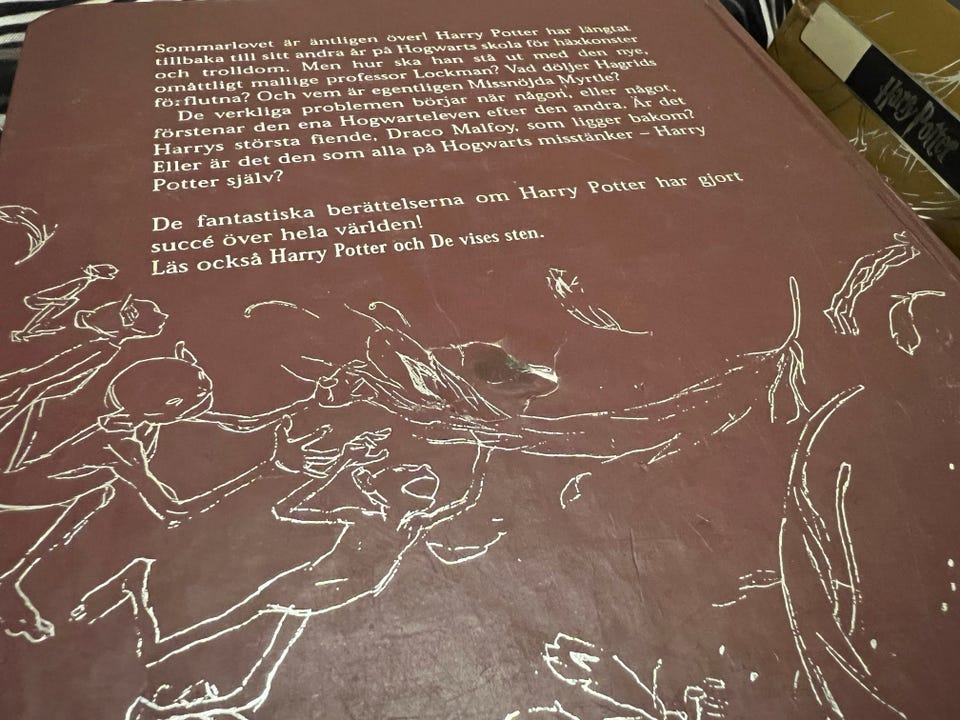 Sommarlovet är äntligen över! Harry Potter har längtat
tillbaka till sitt andra år på Hogwarts skola för häxkonster
och trolldom. Men hur ska han stå ut med den nye,
omåttligt mallige professor Lockman? Vad döljer Hagrids
förflutna? Och vem är egentligen Missnöjda Myrtle?
De verkliga problemen börjar när någon, eller något,
förstenar den ena Hogwarteleven efter den andra. Är det
Harrys största fiende, Draco Malfoy, som ligger bakom?
Eller är det den som alla på Hogwarts misstänker – Harry
Potter själv?
De fantastiska berättelserna om Harry Potter har gjort
succé över hela världen!
Läs också Harry Potter och De vises sten.
Harry Potter